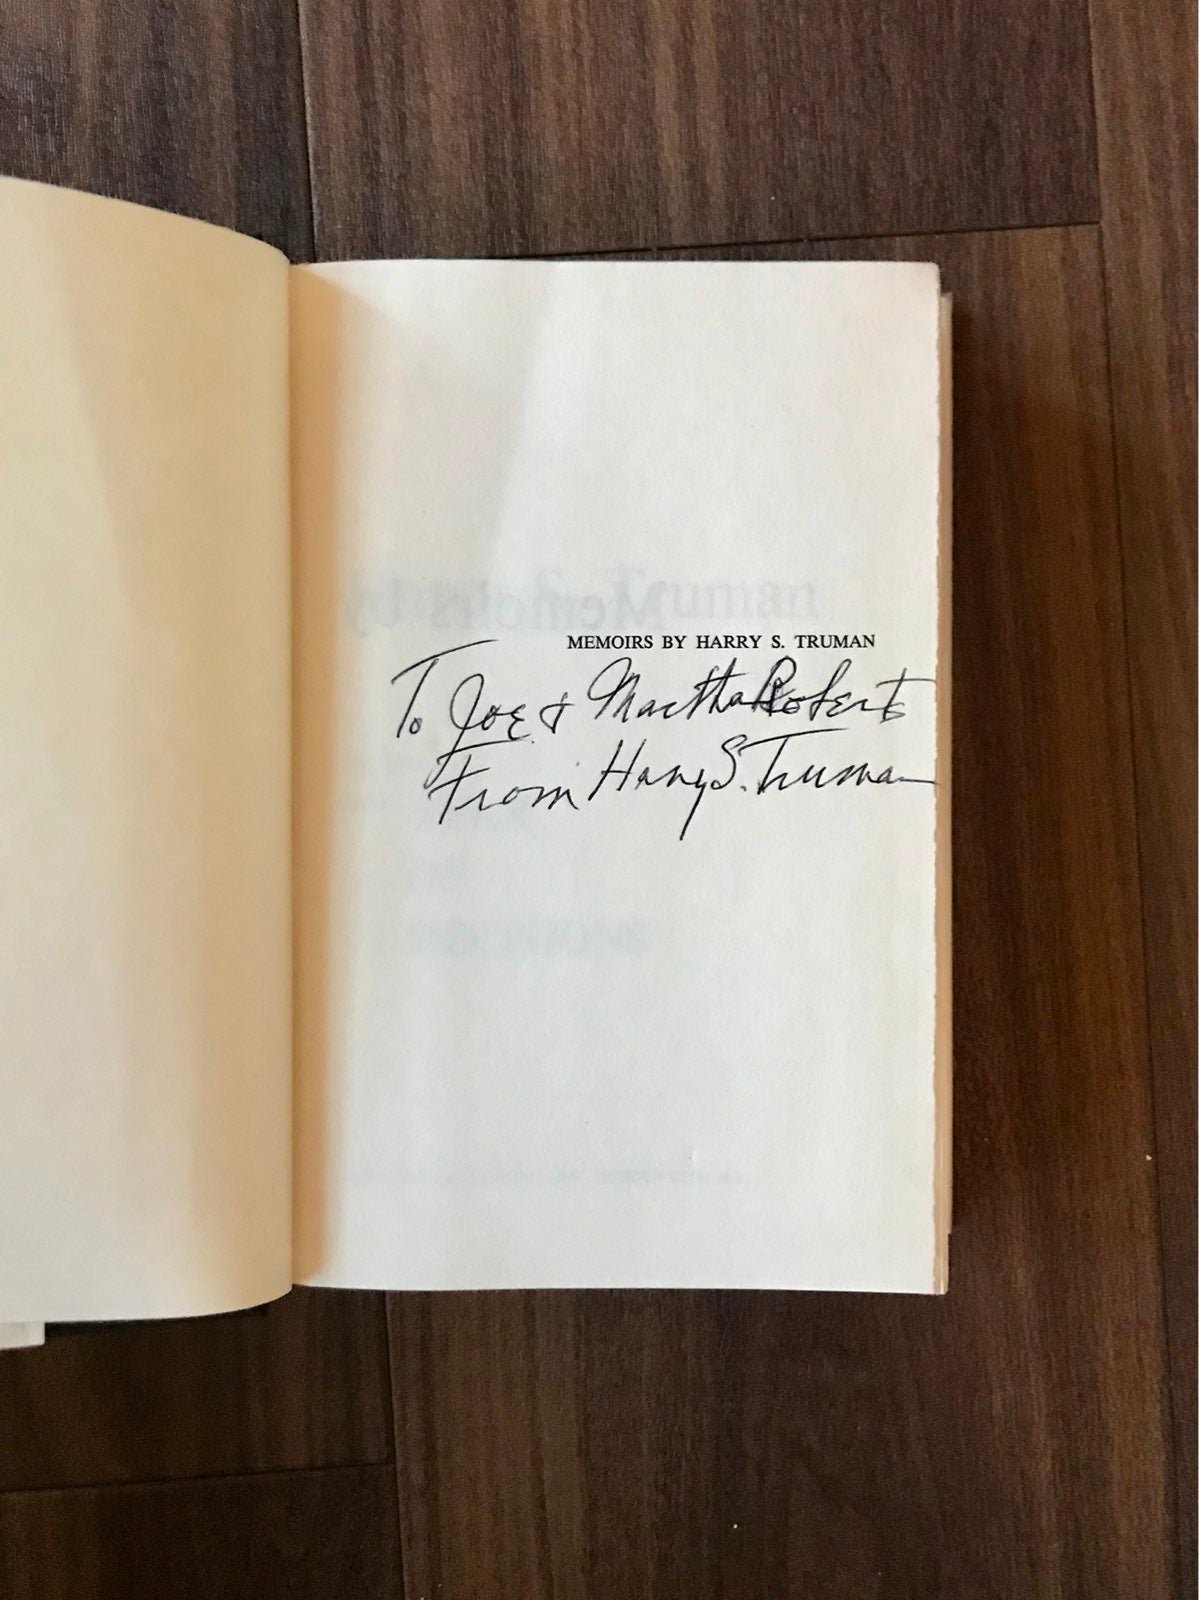 MEMOIRS BY HARRY S. TRUMAN
To Joe & Martha Roberts
From Harry S. Truman